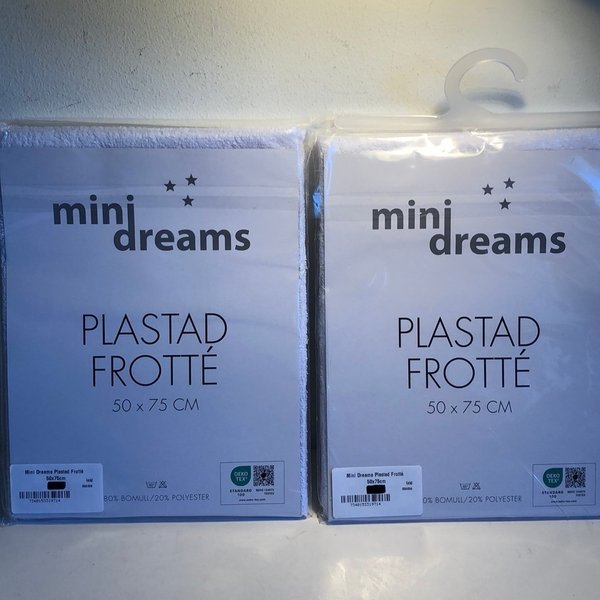 mini
dreams
PLASTAD
FROTTÉ
50 x 75 CM
Mini Dreams Plastad Frotté
50x75cm
80% BOMULL/20% POLYESTER
OEKO
TEX®
STANDARD
100
mini
dreams
PLASTAD
FROTTÉ
50 x 75 CM
Mini Dreams Plastad Frotté
50x75cm
0% BOMULL/20% POLYESTER
OEKO
TEX®
STANDARD
100